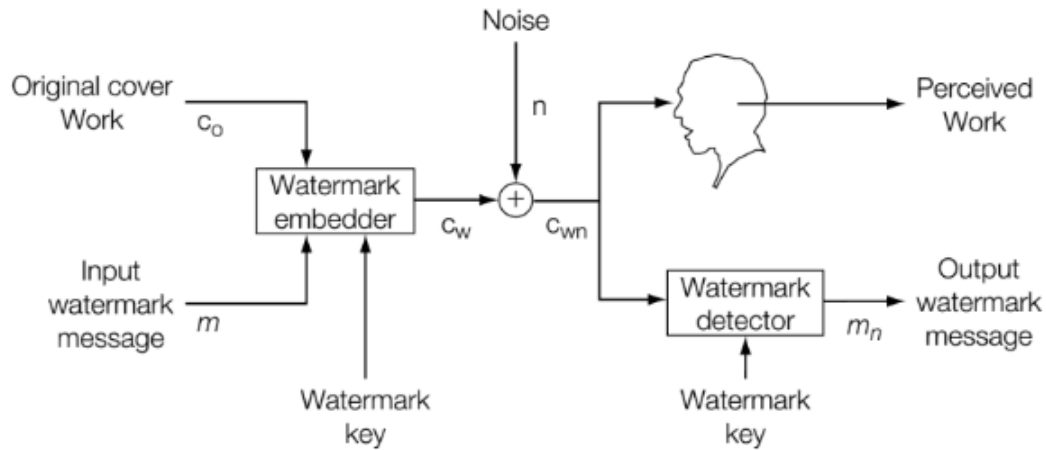 Noise
Original cover
Work
c₀
n
Perceived
Work
Watermark
embedder
+
c_w
c_wn
Input
watermark
message
m
Watermark
detector
m_n
Output
watermark
message
Watermark
key
Watermark
key